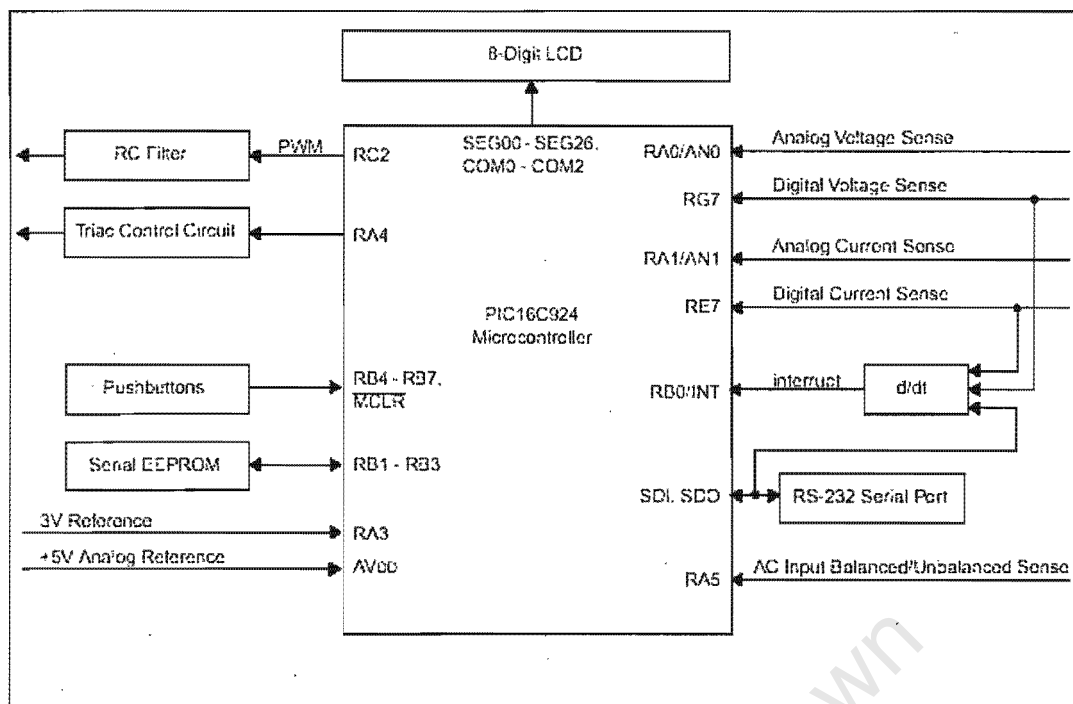 8-Digit LCD
RC Filter
PWM
RC2
SEG00 - SEG26,
COM0 - COM2
RA0/AN0
Analog Voltage Sense
RG7
Digital Voltage Sense
Triac Control Circuit
RA4
RA1/AN1
Analog Current Sense
RE7
Digital Current Sense
PIC16C924
Microcontroller
Pushbuttons
RB4 - RB7,
MCLR
RB0/INT
interrupt
d/dt
Serial EEPROM
RB1 - RB3
SDI, SDO
RS-232 Serial Port
3V Reference
RA3
+5V Analog Reference
AVDD
RA5
AC Input Balanced/Unbalanced Sense
wn